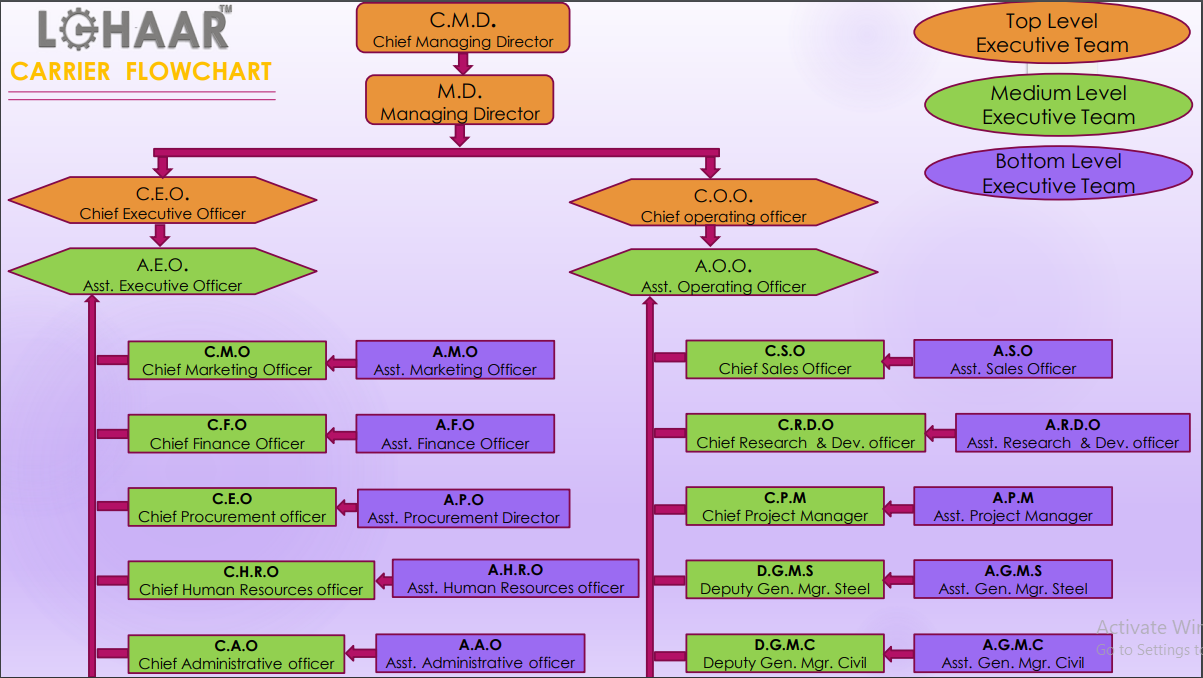 LOHAAR™
CARRIER FLOWCHART
C.M.D.
Chief Managing Director
M.D.
Managing Director
Top Level
Executive Team
Medium Level
Executive Team
Bottom Level
Executive Team
C.E.O.
Chief Executive Officer
A.E.O.
Asst. Executive Officer
C.O.O.
Chief operating officer
A.O.O.
Asst. Operating Officer
C.M.O
Chief Marketing Officer
A.M.O
Asst. Marketing Officer
C.F.O
Chief Finance Officer
A.F.O
Asst. Finance Officer
C.E.O
Chief Procurement officer
A.P.O
Asst. Procurement Director
C.H.R.O
Chief Human Resources officer
A.H.R.O
Asst. Human Resources officer
C.A.O
Chief Administrative officer
A.A.O
Asst. Administrative officer
C.S.O
Chief Sales Officer
A.S.O
Asst. Sales Officer
C.R.D.O
Chief Research & Dev. officer
A.R.D.O
Asst. Research & Dev. officer
C.P.M
Chief Project Manager
A.P.M
Asst. Project Manager
D.G.M.S
Deputy Gen. Mgr. Steel
A.G.M.S
Asst. Gen. Mgr. Steel
D.G.M.C
Deputy Gen. Mgr. Civil
A.G.M.C
Asst. Gen. Mgr. Civil
Activate Wi
Go to Settings t